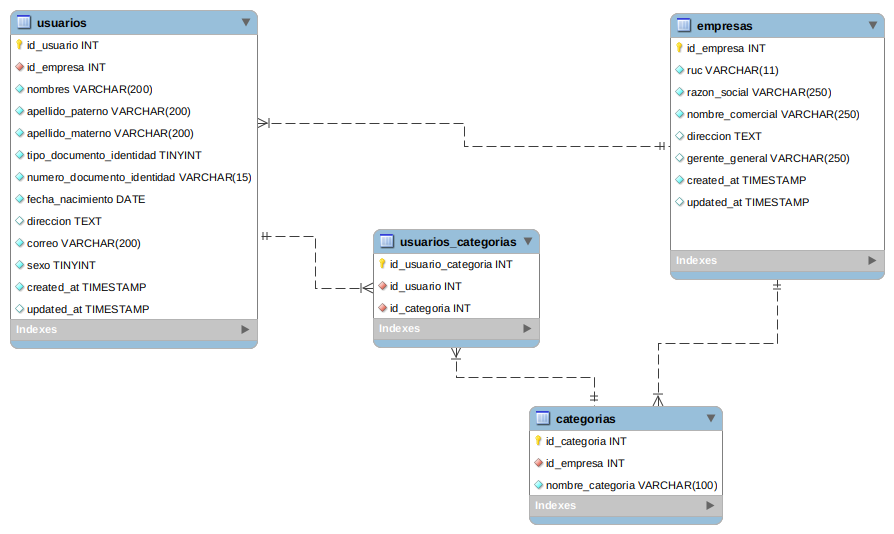 usuarios
id_usuario INT
id_empresa INT
nombres VARCHAR(200)
apellido_paterno VARCHAR(200)
apellido_materno VARCHAR(200)
tipo_documento_identidad TINYINT
numero_documento_identidad VARCHAR(15)
fecha_nacimiento DATE
direccion TEXT
correo VARCHAR(200)
sexo TINYINT
created_at TIMESTAMP
updated_at TIMESTAMP
Indexes
empresas
id_empresa INT
ruc VARCHAR(11)
razon_social VARCHAR(250)
nombre_comercial VARCHAR(250)
direccion TEXT
gerente_general VARCHAR(250)
created_at TIMESTAMP
updated_at TIMESTAMP
Indexes
usuarios_categorias
id_usuario_categoria INT
id_usuario INT
id_categoria INT
Indexes
categorias
id_categoria INT
id_empresa INT
nombre_categoria VARCHAR(100)
Indexes